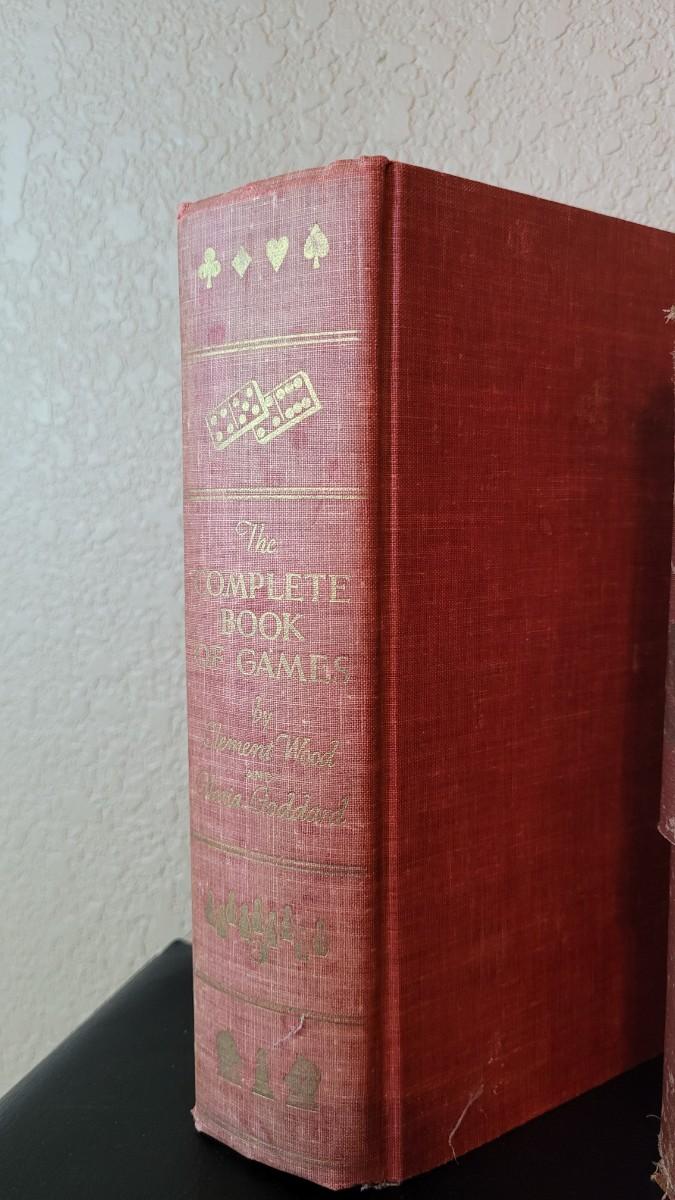 The
COMPLETE
BOOK
OF GAMES
by
Clement Wood
AND
Gloria Goddard